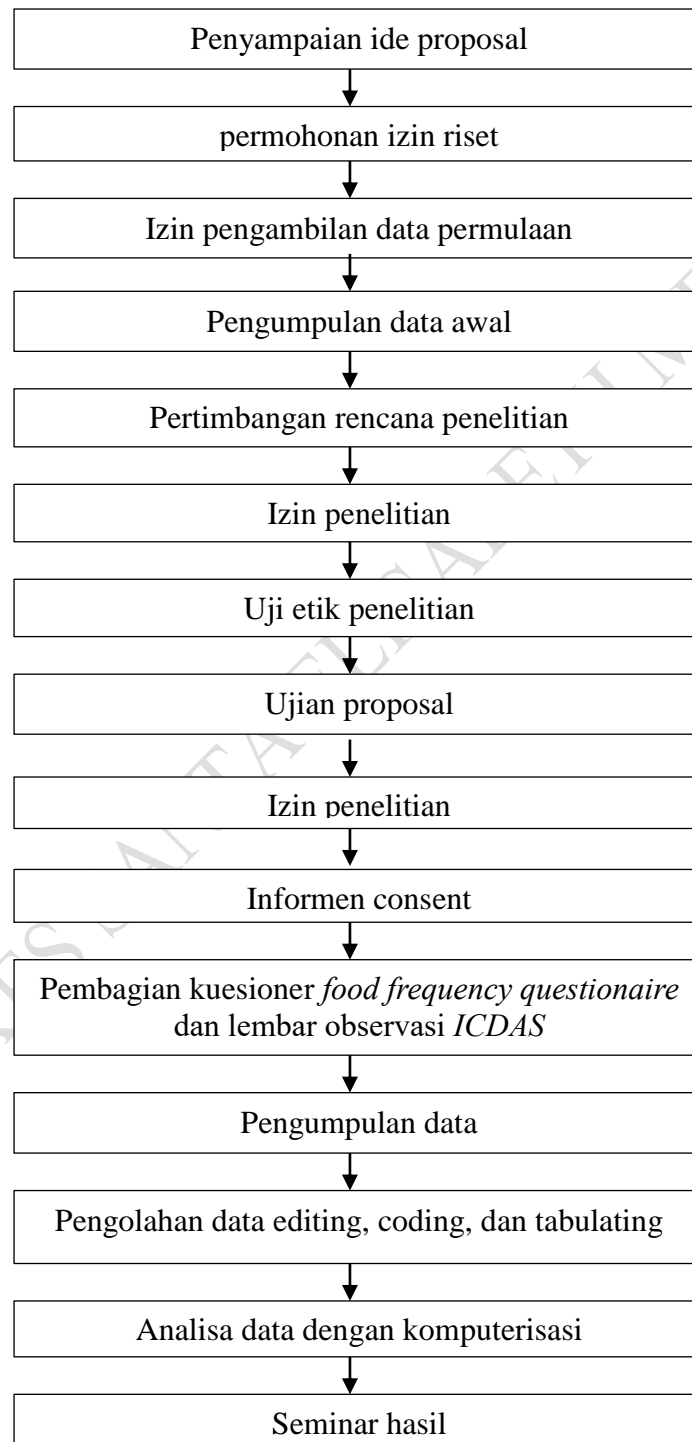 Penyampaian ide proposal
permohonan izin riset
Izin pengambilan data permulaan
Pengumpulan data awal
Pertimbangan rencana penelitian
Izin penelitian
Uji etik penelitian
Ujian proposal
Izin penelitian
Informen consent
Pembagian kuesioner food frequency questionaire
dan lembar observasi ICDAS
Pengumpulan data
Pengolahan data editing, coding, dan tabulating
Analisa data dengan komputerisasi
Seminar hasil